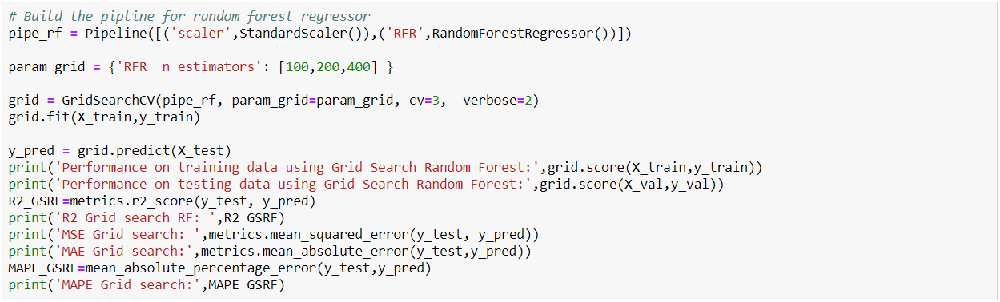 # Build the pipline for random forest regressor
pipe_rf = Pipeline([('scaler',StandardScaler()),('RFR',RandomForestRegressor())])
param_grid = {'RFR__n_estimators': [100,200,400] }
grid = GridSearchCV(pipe_rf, param_grid=param_grid, cv=3,  verbose=2)
grid.fit(X_train,y_train)
y_pred = grid.predict(X_test)
print('Performance on training data using Grid Search Random Forest:',grid.score(X_train,y_train))
print('Performance on testing data using Grid Search Random Forest:',grid.score(X_val,y_val))
R2_GSRF=metrics.r2_score(y_test, y_pred)
print('R2 Grid search RF: ',R2_GSRF)
print('MSE Grid search: ',metrics.mean_squared_error(y_test, y_pred))
print('MAE Grid search:',metrics.mean_absolute_error(y_test,y_pred))
MAPE_GSRF=mean_absolute_percentage_error(y_test,y_pred)
print('MAPE Grid search:',MAPE_GSRF)